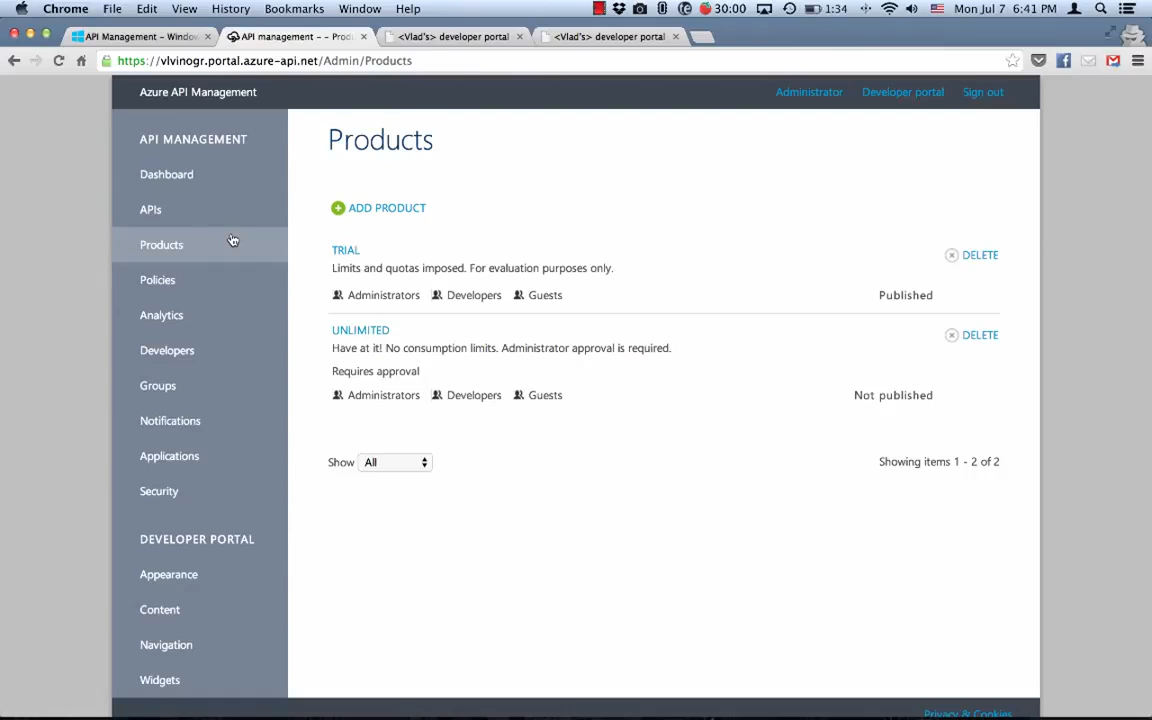 Chrome File Edit View History Bookmarks Window Help 30:00 1:34 Mon Jul 7 6:41 PM
API Management - Window
API management - - Prod
<Vlad's> developer portal
<Vlad's> developer portal
https://vlvinogr.portal.azure-api.net/Admin/Products
Azure API Management Administrator Developer portal Sign out
API MANAGEMENT
Dashboard
APIs
Products
Policies
Analytics
Developers
Groups
Notifications
Applications
Security
DEVELOPER PORTAL
Appearance
Content
Navigation
Widgets
Products
ADD PRODUCT
TRIAL
DELETE
Limits and quotas imposed. For evaluation purposes only.
Administrators Developers Guests Published
UNLIMITED
DELETE
Have at it! No consumption limits. Administrator approval is required.
Requires approval
Administrators Developers Guests Not published
Show All Showing items 1 - 2 of 2
Privacy & Cookies